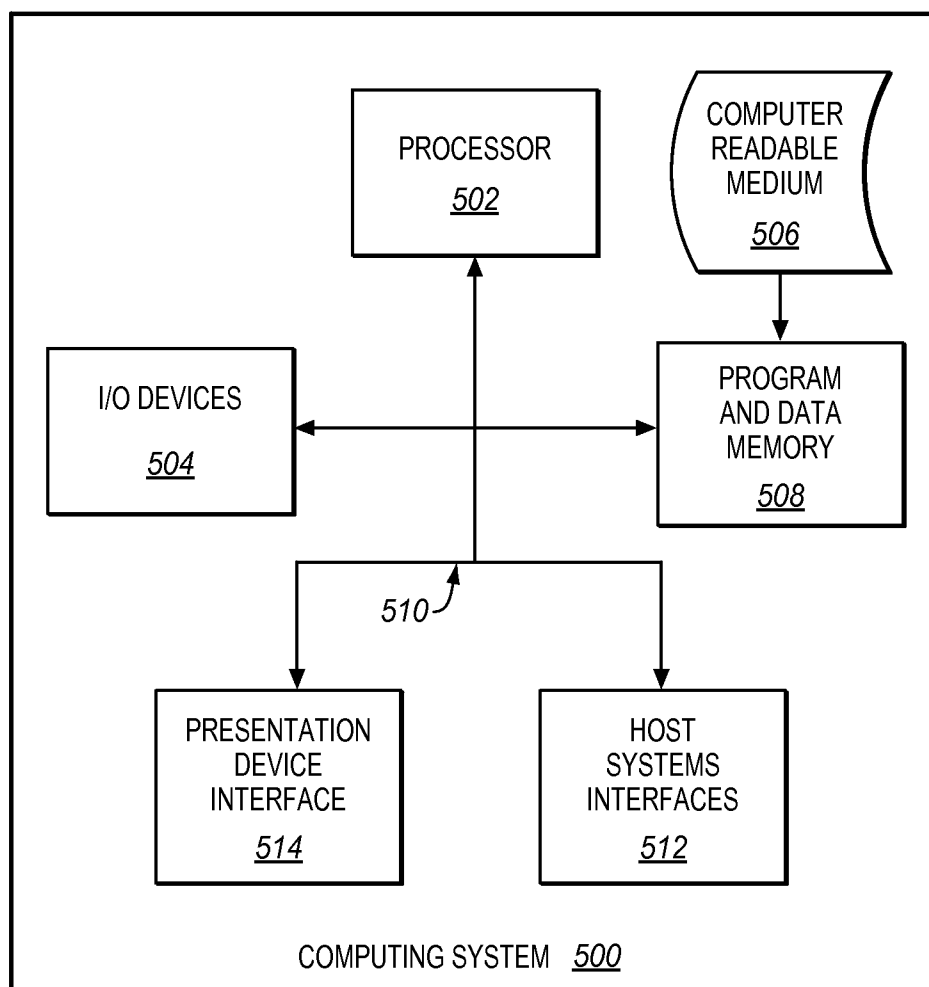 PROCESSOR
502
COMPUTER
READABLE
MEDIUM
506
I/O DEVICES
504
PROGRAM
AND DATA
MEMORY
508
510
PRESENTATION
DEVICE
INTERFACE
514
HOST
SYSTEMS
INTERFACES
512
COMPUTING SYSTEM 500